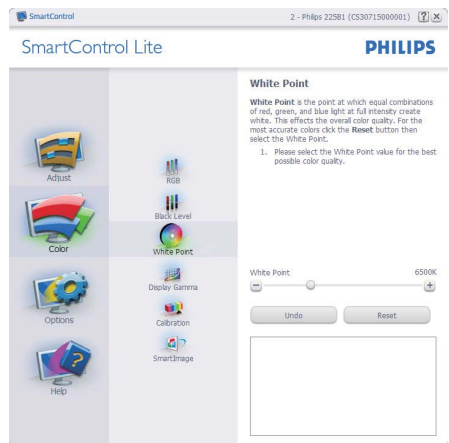 SmartControl
2 - Philips 225B1 (CS30715000001)
SmartControl Lite
PHILIPS
Adjust
Color
Options
Help
RGB
Black Level
White Point
Display Gamma
Calibration
SmartImage
White Point
White Point is the point at which equal combinations
of red, green, and blue light at full intensity create
white. This effects the overall color quality. For the
most accurate colors click the Reset button then
select the White Point.
1. Please select the White Point value for the best
possible color quality.
White Point 6500K
Undo Reset